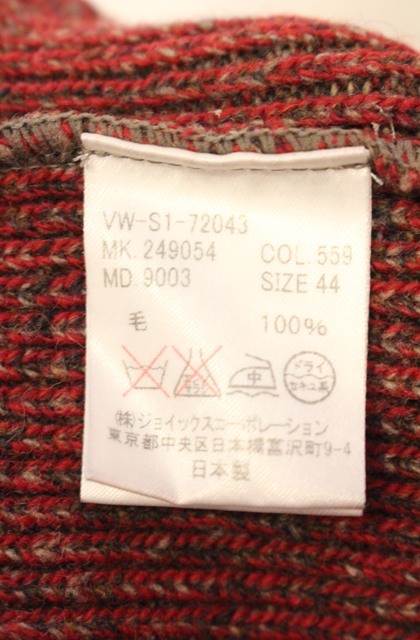 VW-S1-72043
MK.249054 COL.559
MD.9003 SIZE 44
毛 100%
中 ドライ セキユ系
㈱ジョイックスコーポレーション
東京都中央区日本橋富沢町9-4
日本製